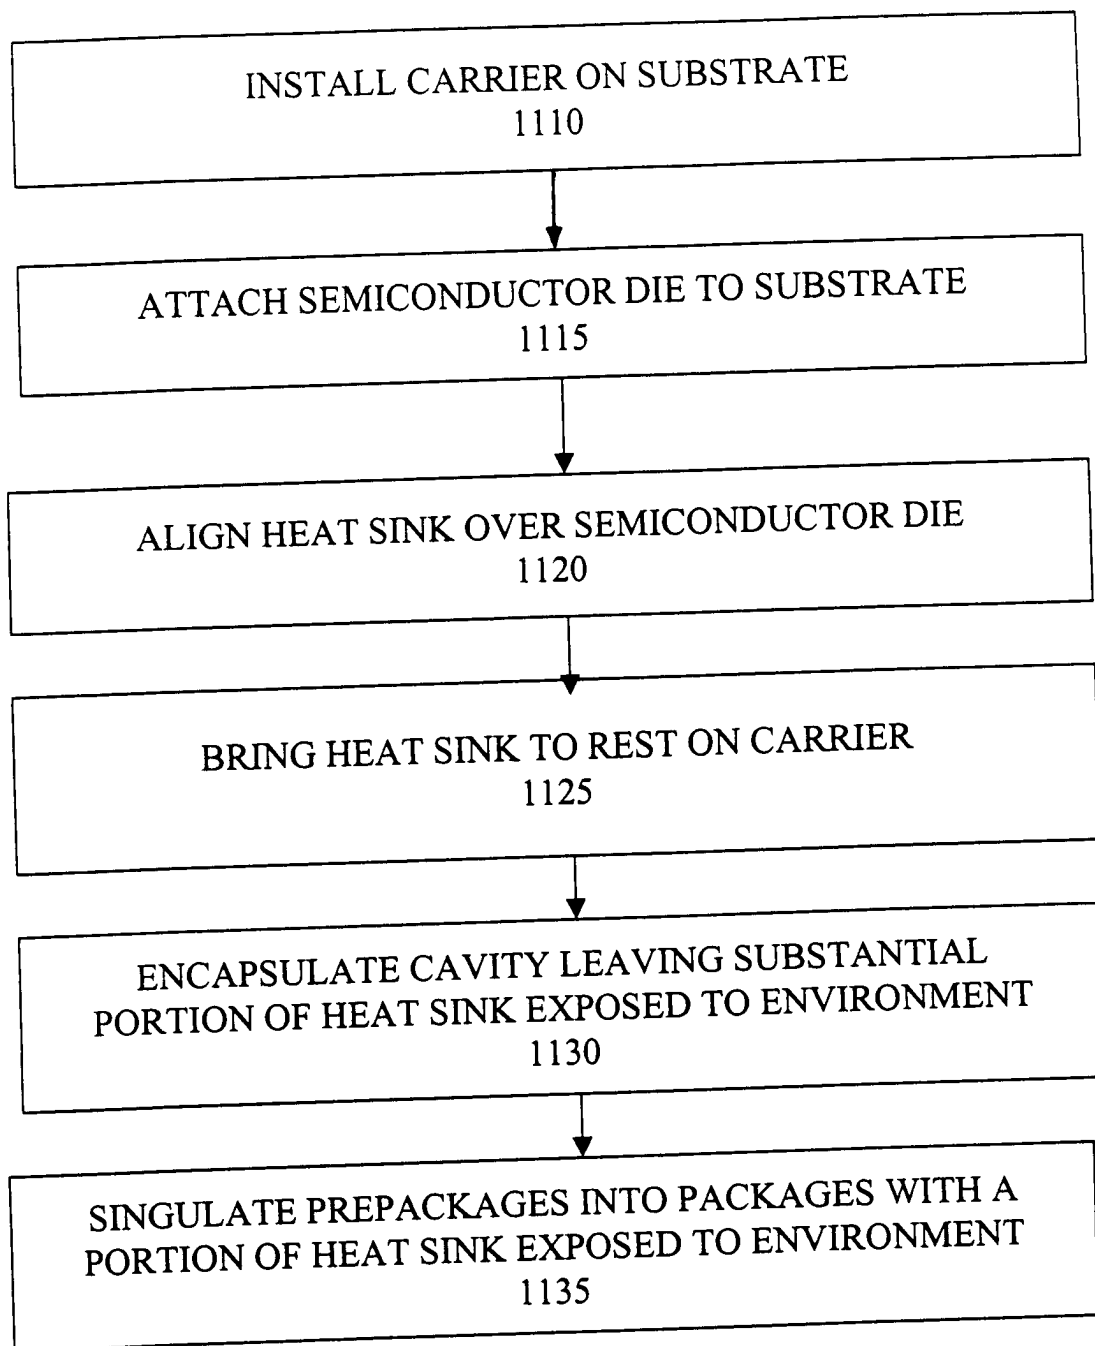 INSTALL CARRIER ON SUBSTRATE
1110
ATTACH SEMICONDUCTOR DIE TO SUBSTRATE
1115
ALIGN HEAT SINK OVER SEMICONDUCTOR DIE
1120
BRING HEAT SINK TO REST ON CARRIER
1125
ENCAPSULATE CAVITY LEAVING SUBSTANTIAL
PORTION OF HEAT SINK EXPOSED TO ENVIRONMENT
1130
SINGULATE PREPACKAGES INTO PACKAGES WITH A
PORTION OF HEAT SINK EXPOSED TO ENVIRONMENT
1135